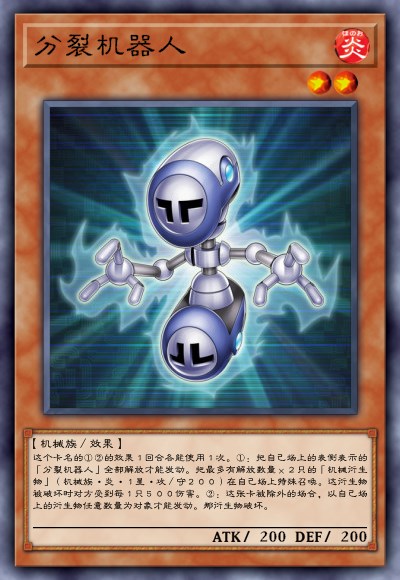 分裂机器人
ほのお
炎
【机械族/效果】
这个卡名的①②的效果1回合各能使用1次。①：把自己场上的表侧表示的
「分裂机器人」全部解放才能发动。把最多有解放数量×2只的「机械衍生
物」（机械族·炎·1星·攻/守200）在自己场上特殊召唤。这衍生物
被破坏时对方受到每1只500伤害。②：这张卡被除外的场合，以自己场
上的衍生物任意数量为对象才能发动。那衍生物破坏。
ATK/ 200 DEF/ 200